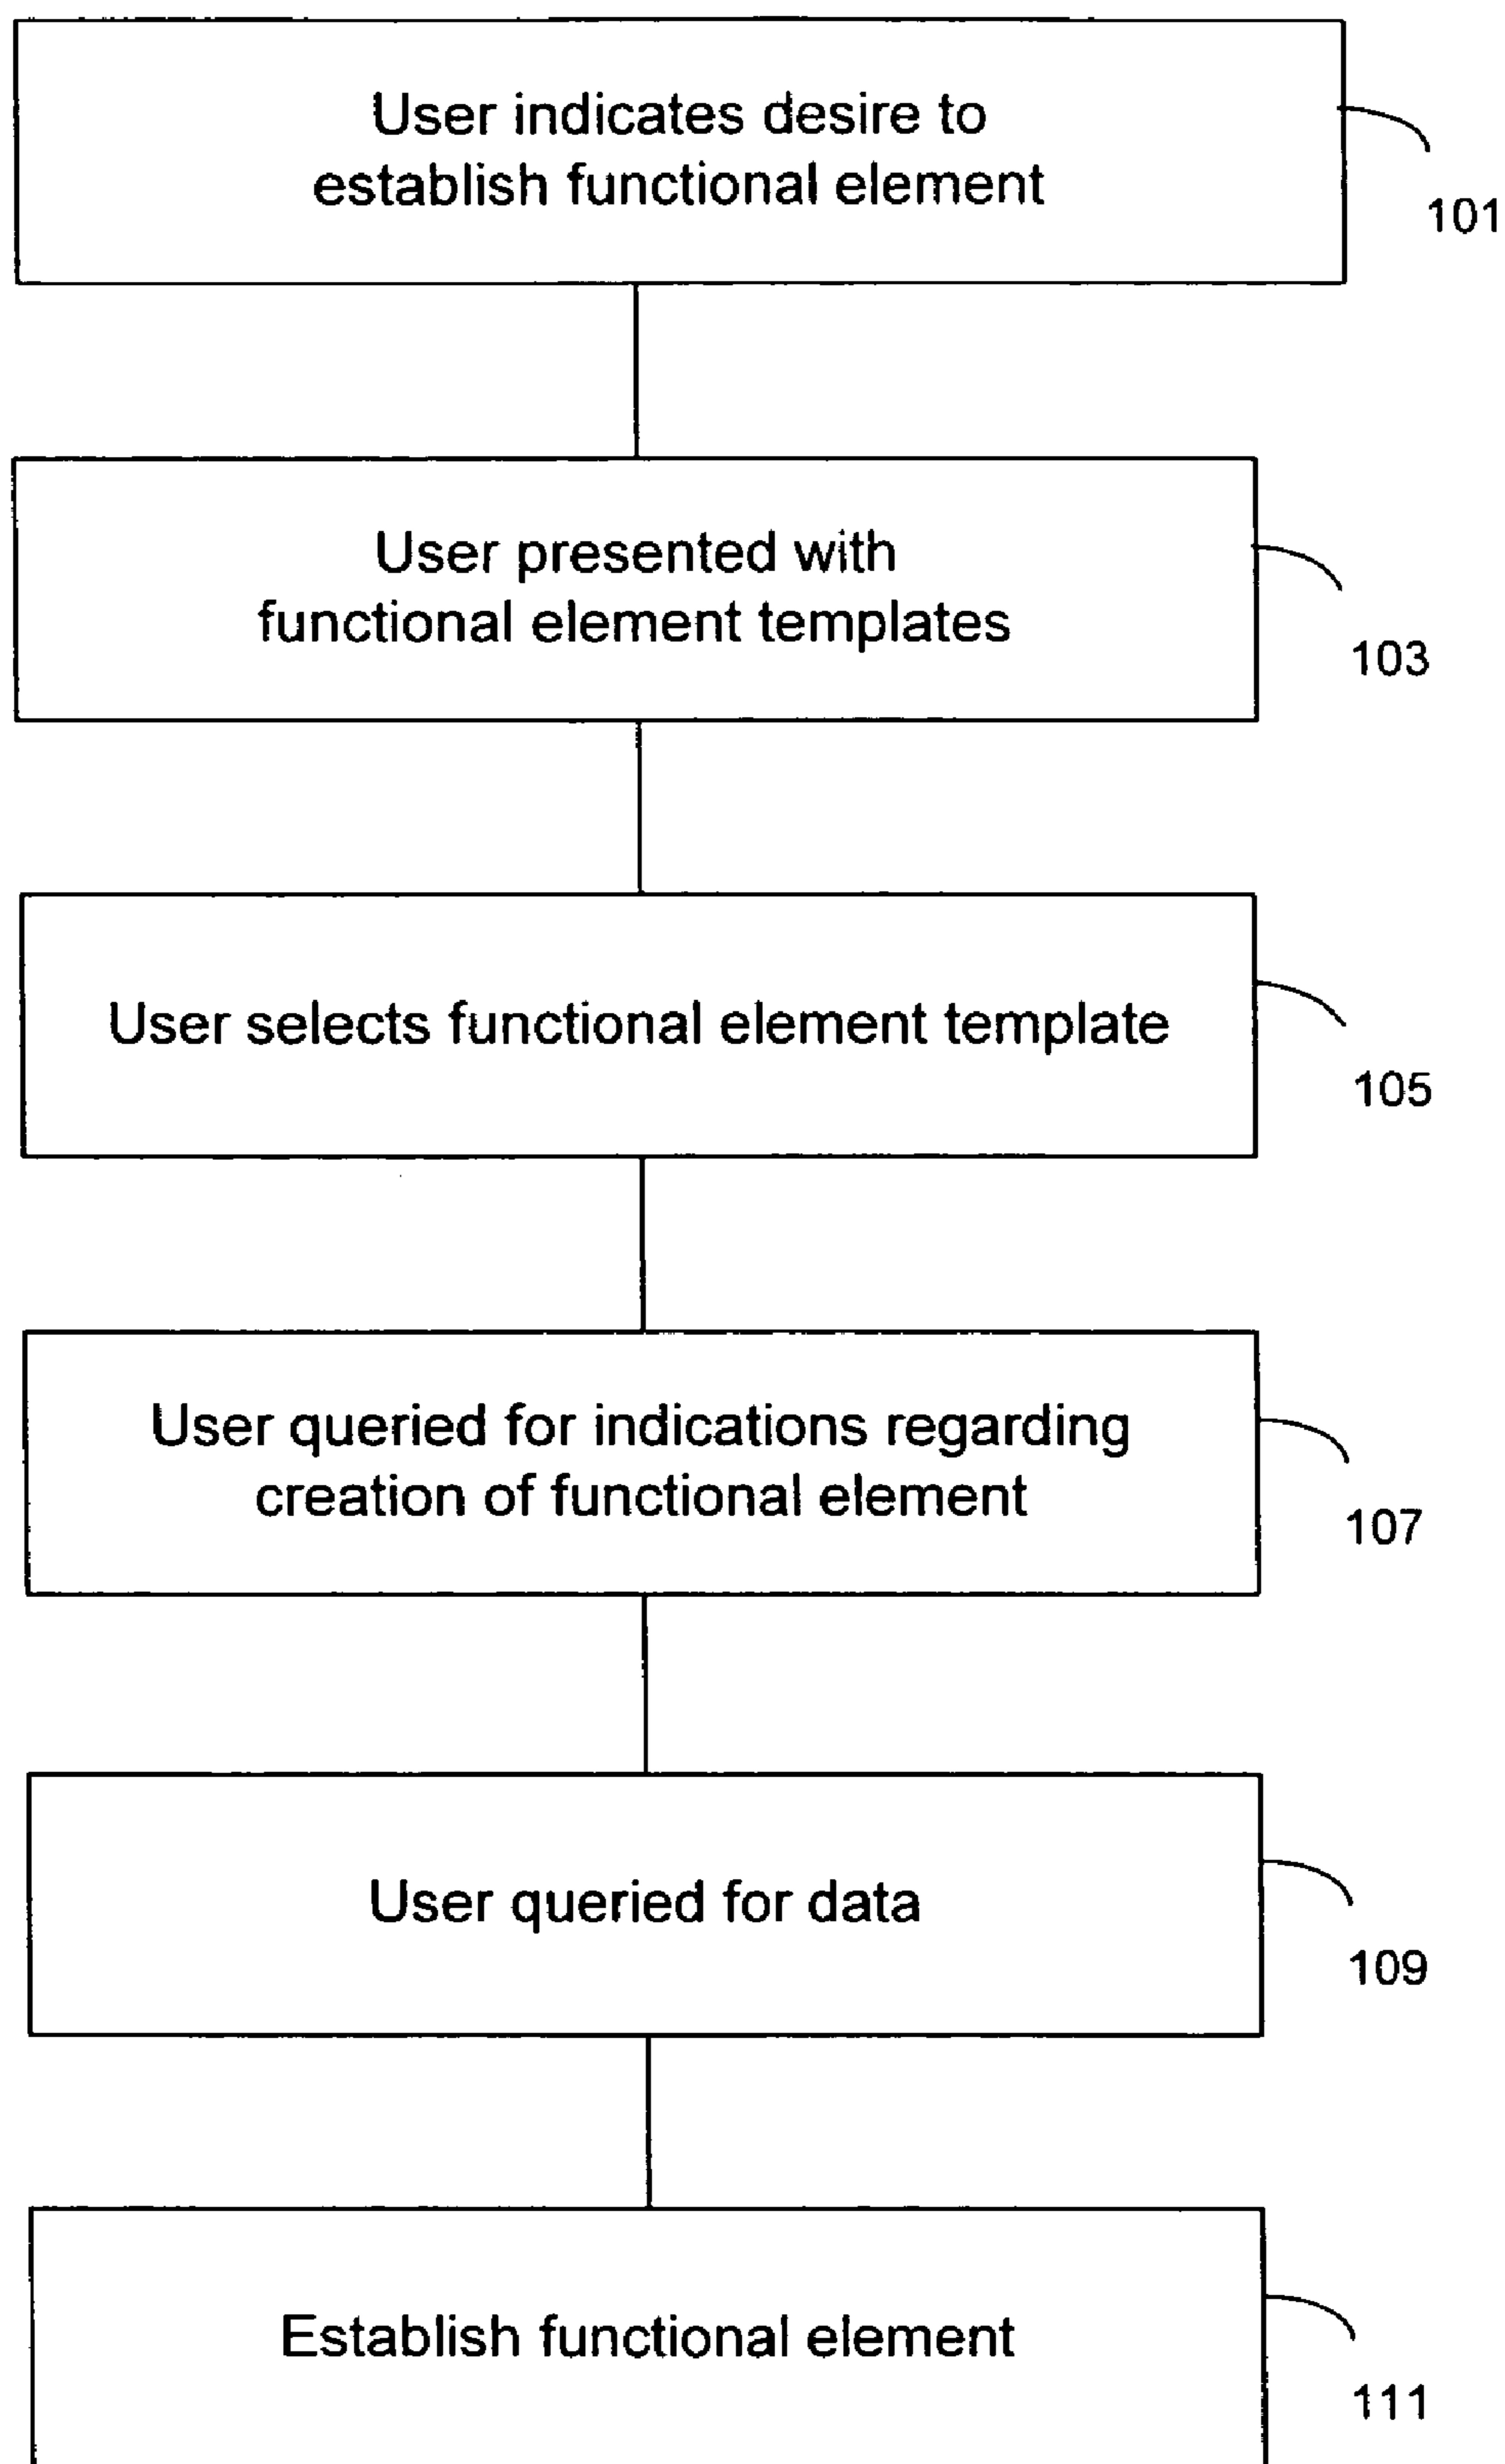 User indicates desire to
establish functional element
101
User presented with
functional element templates
103
User selects functional element template
105
User queried for indications regarding
creation of functional element
107
User queried for data
109
Establish functional element
111